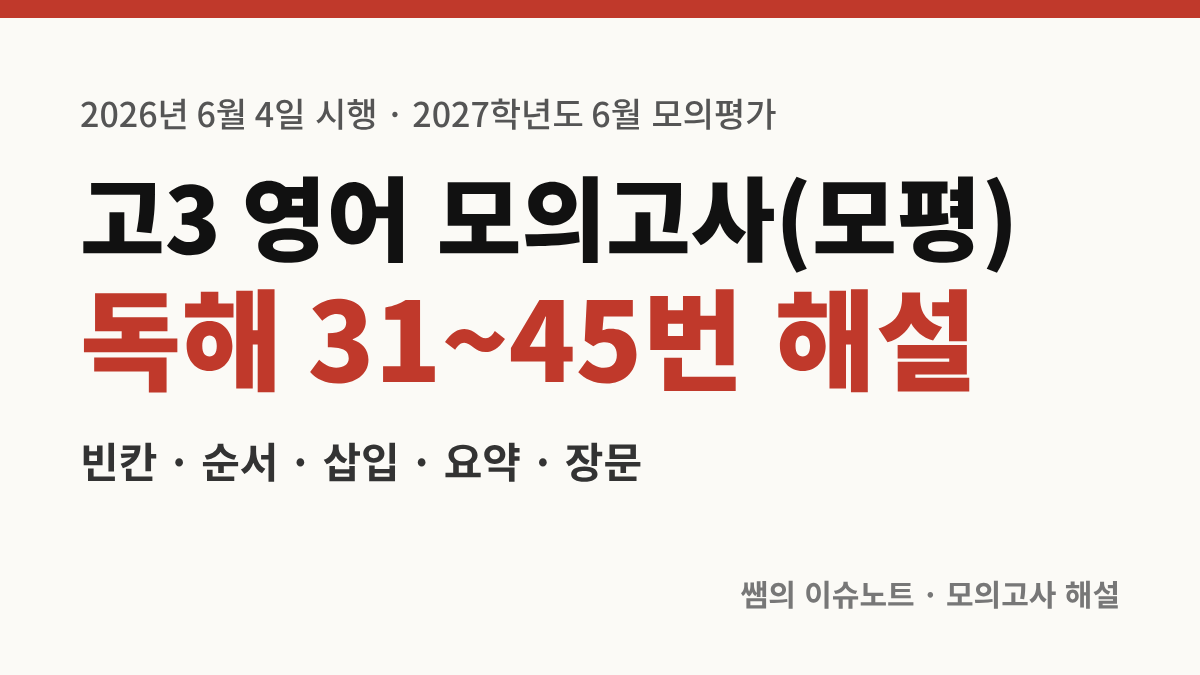 2026년 6월 4일 시행 · 2027학년도 6월 모의평가
고3 영어 모의고사(모평)
독해 31~45번 해설
빈칸 · 순서 · 삽입 · 요약 · 장문
쌤의 이슈노트 · 모의고사 해설